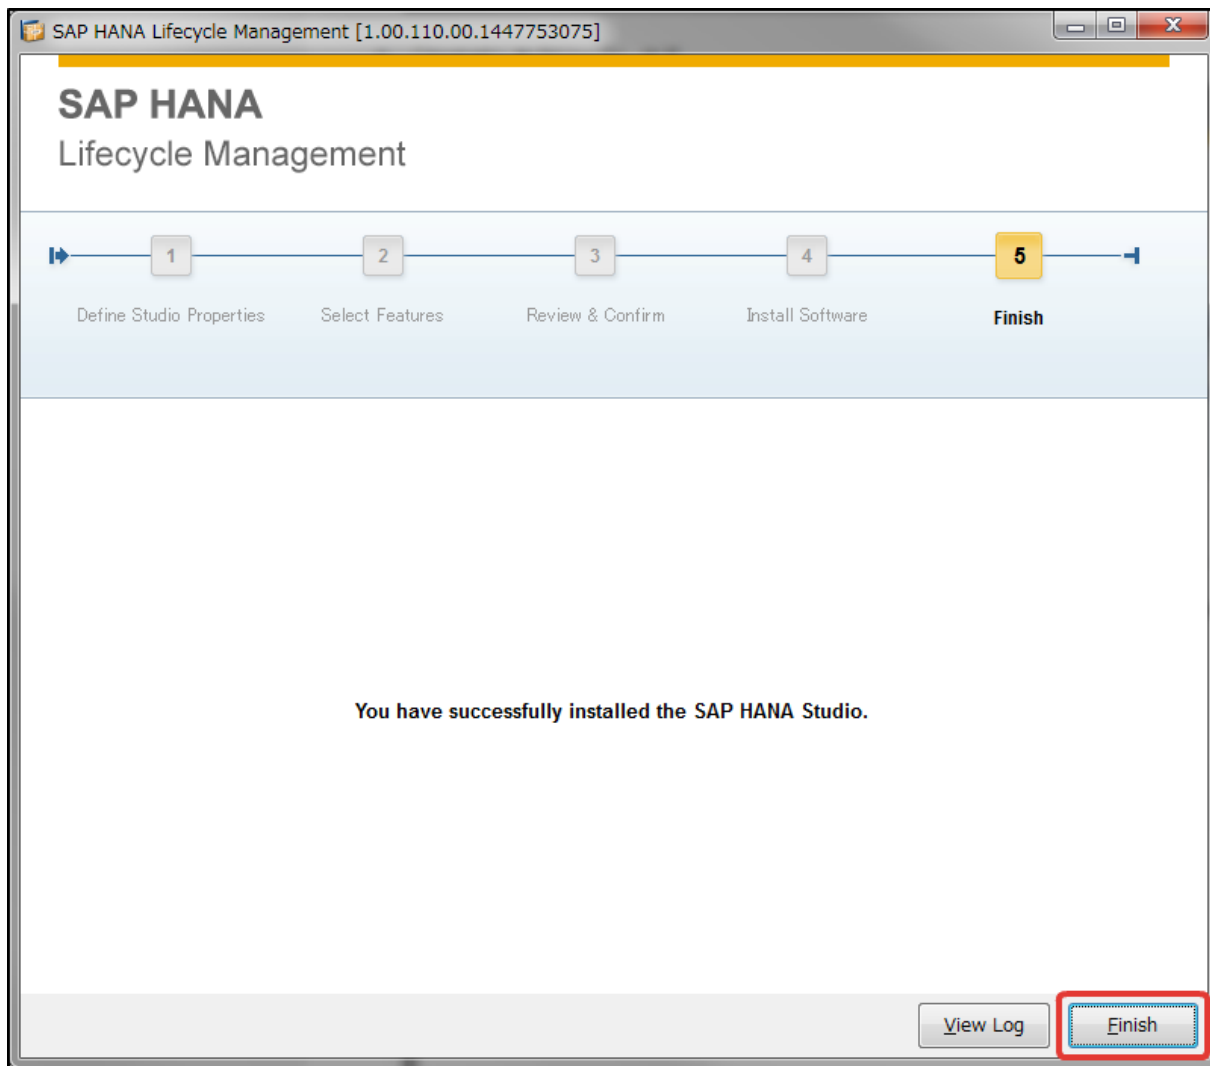 SAP HANA Lifecycle Management [1.00.110.00.1447753075]
SAP HANA
Lifecycle Management
1 2 3 4 5
Define Studio Properties Select Features Review & Confirm Install Software Finish
You have successfully installed the SAP HANA Studio.
View Log Finish